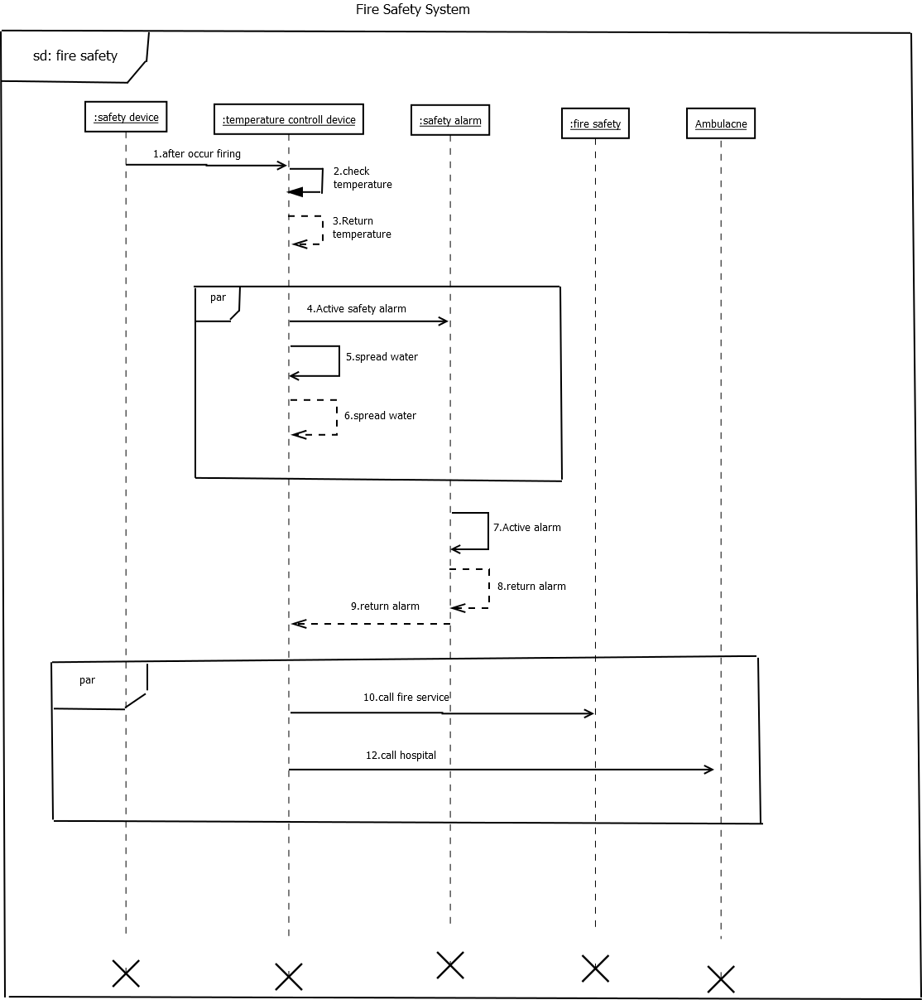 Fire Safety System
sd: fire safety
:safety device
:temperature controll device
:safety alarm
:fire safety
Ambulacne
1.after occur firing
2.check
temperature
3.Return
temperature
par
4.Active safety alarm
5.spread water
6.spread water
7.Active alarm
8.return alarm
9.return alarm
par
10.call fire service
12.call hospital